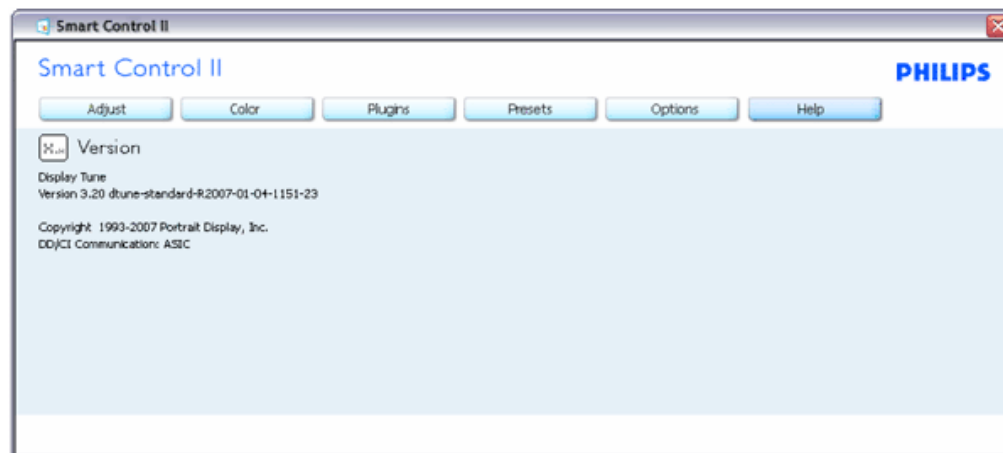 Smart Control II
Smart Control II
PHILIPS
Adjust Color Plugins Presets Options Help
Version
Display Tune
Version 3.20 dtune-standard-R2007-01-04-1151-23
Copyright 1993-2007 Portrait Display, Inc.
DD/CI Communication: ASIC